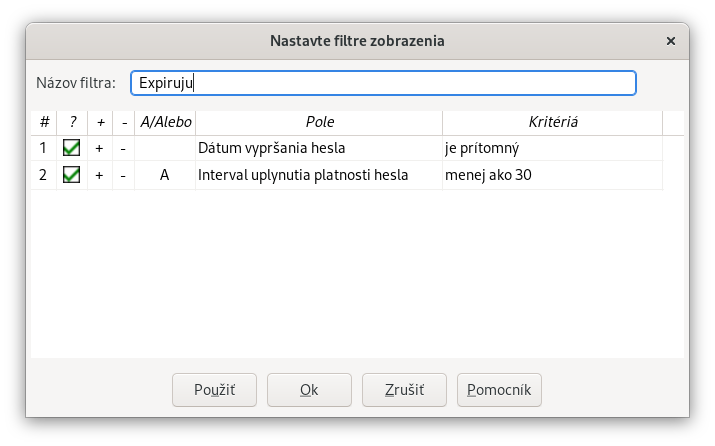 Nastavte filtre zobrazenia ×
Názov filtra: Expiruju
# ? + - A/Alebo Pole Kritériá
1 + - Dátum vypršania hesla je prítomný
2 + - A Interval uplynutia platnosti hesla menej ako 30
Použiť Ok Zrušiť Pomocník